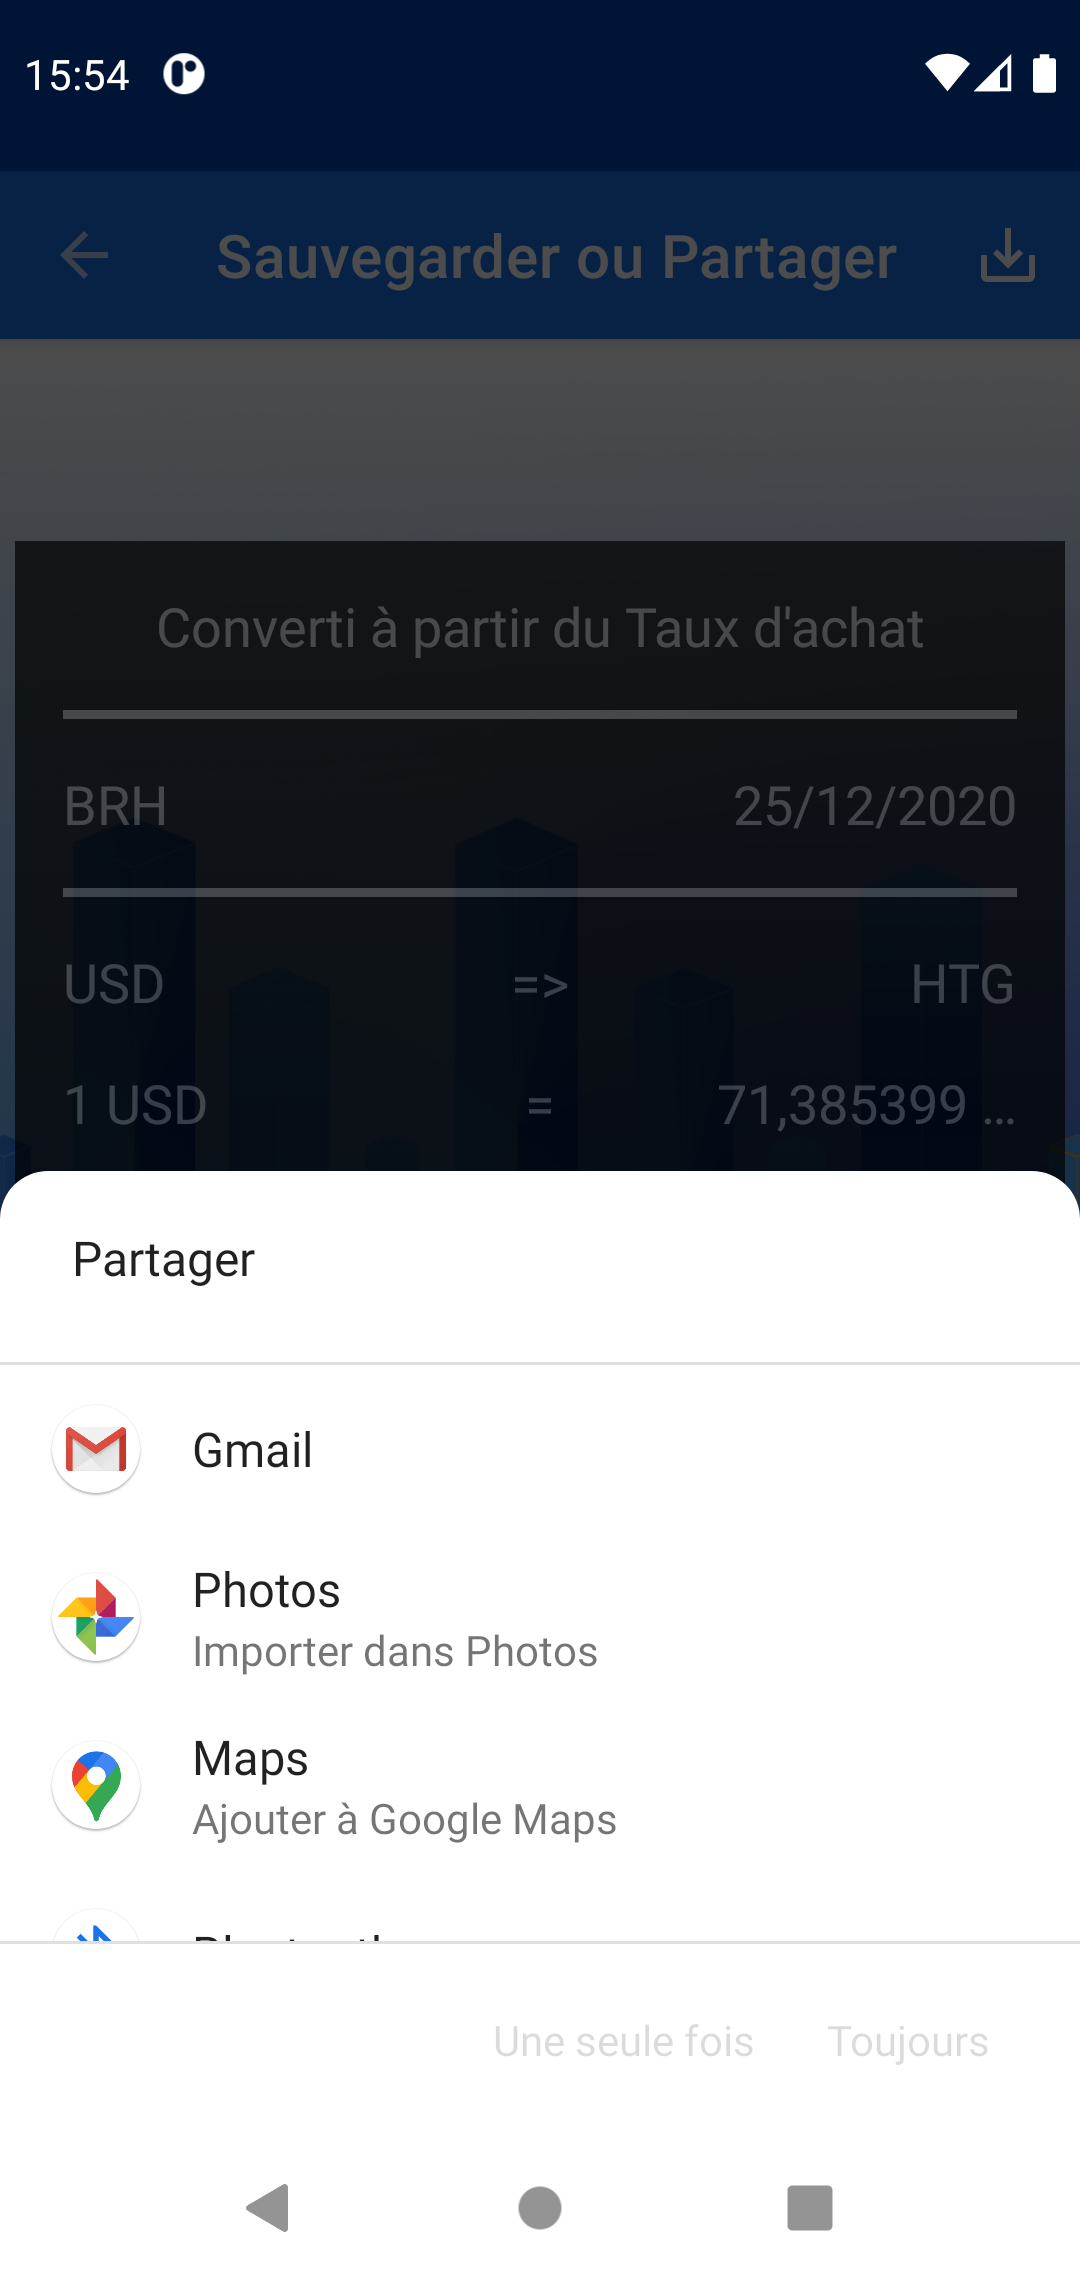 15:54
Sauvegarder ou Partager
Converti à partir du Taux d'achat
BRH 25/12/2020
USD => HTG
1 USD = 71,385399 ...
Partager
Gmail
Photos
Importer dans Photos
Maps
Ajouter à Google Maps
Une seule fois Toujours